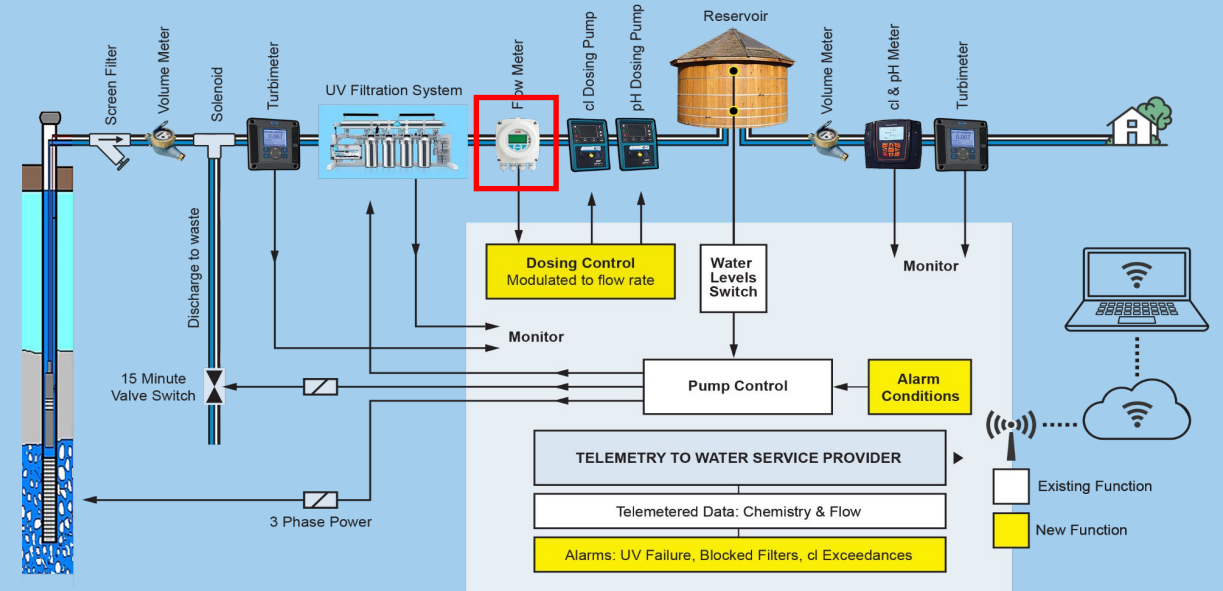 Screen Filter
Volume Meter
Solenoid
Turbimeter
UV Filtration System
Flow Meter
cl Dosing Pump
pH Dosing Pump
Reservoir
Volume Meter
cl & pH Meter
Turbimeter
Discharge to waste
Dosing Control
Modulated to flow rate
Water
Levels
Switch
Monitor
Monitor
15 Minute
Valve Switch
Pump Control
Alarm
Conditions
TELEMETRY TO WATER SERVICE PROVIDER
Existing Function
Telemetered Data: Chemistry & Flow
3 Phase Power
New Function
Alarms: UV Failure, Blocked Filters, cl Exceedances